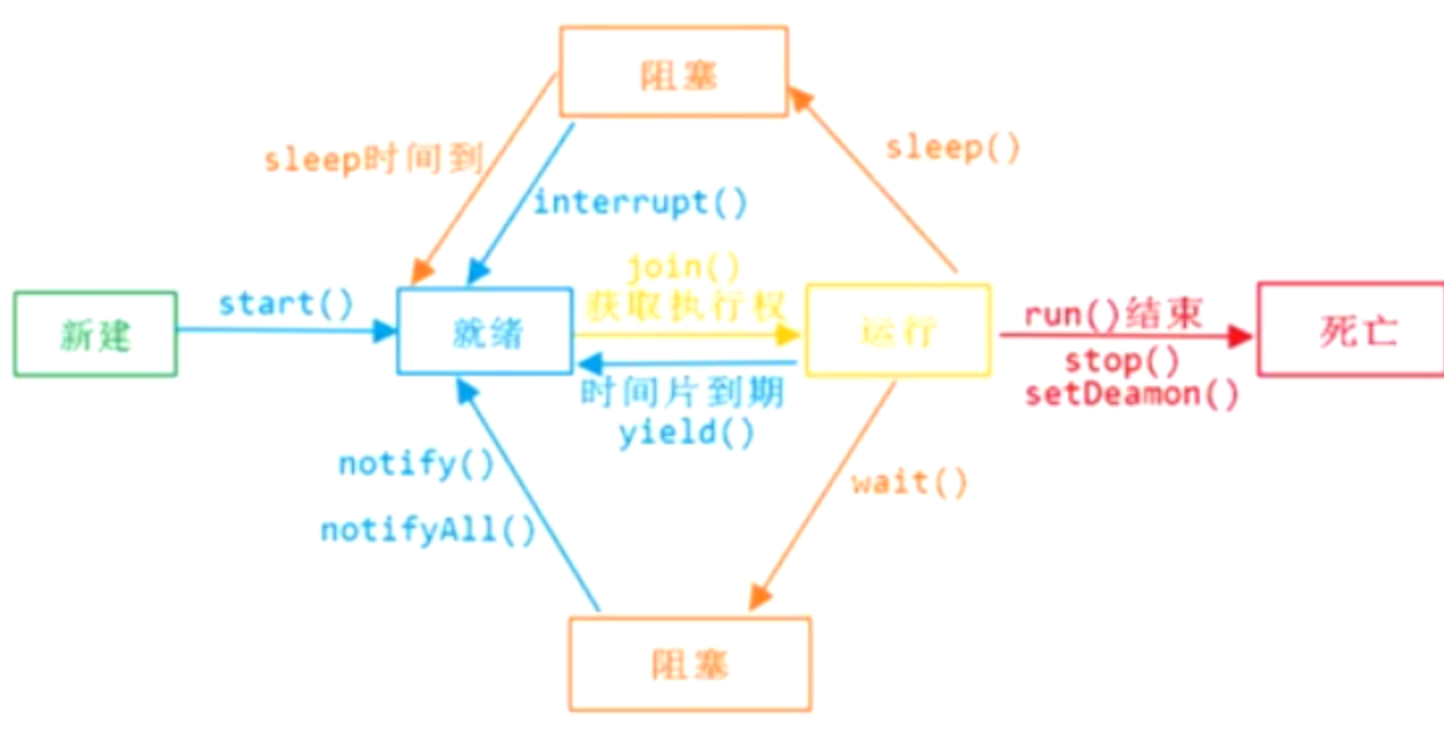 阻塞
sleep()
sleep时间到
interrupt()
join()
获取执行权
start()
run()结束
新建
就绪
运行
死亡
stop()
时间片到期
setDeamon()
yield()
notify()
wait()
notifyAll()
阻塞